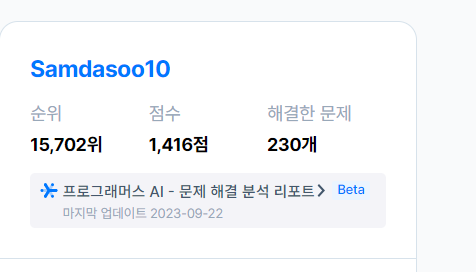 Samdasoo10
순위 점수 해결한 문제
15,702위 1,416점 230개
프로그래머스 AI - 문제 해결 분석 리포트 Beta
마지막 업데이트 2023-09-22